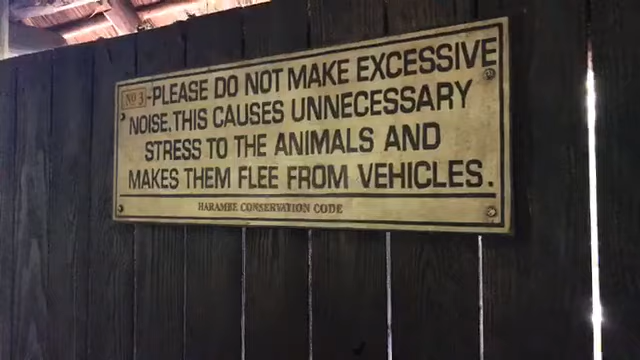 No 3-PLEASE DO NOT MAKE EXCESSIVE
NOISE. THIS CAUSES UNNECESSARY
STRESS TO THE ANIMALS AND
MAKES THEM FLEE FROM VEHICLES.
HARAMBE CONSERVATION CODE